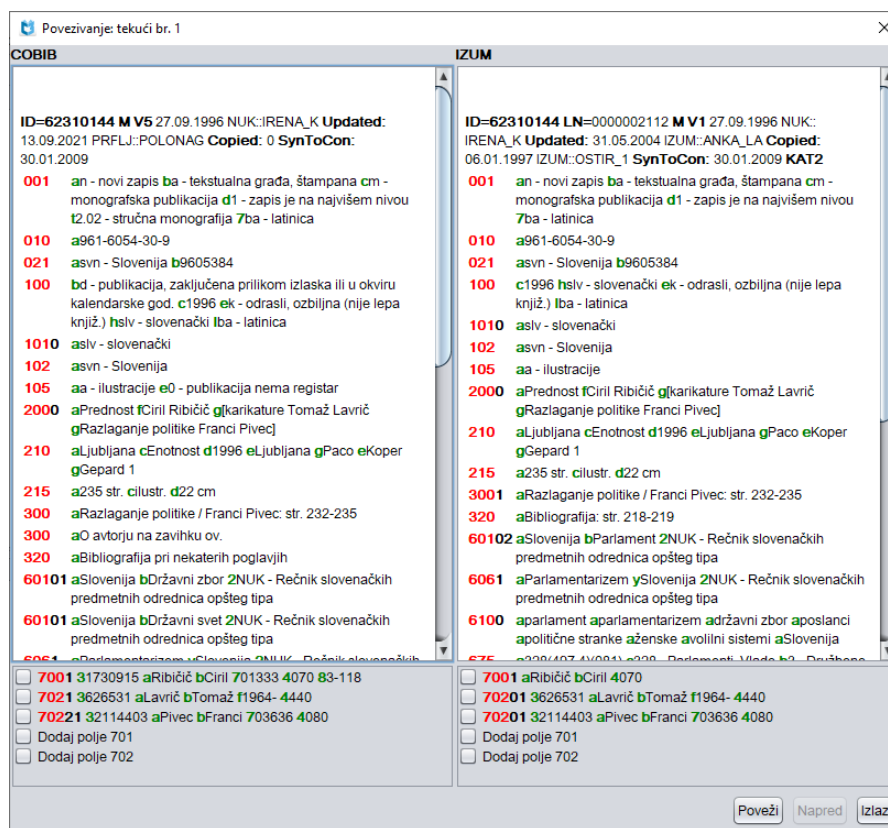 Povezivanje: tekući br. 1
COBIB
ID=62310144 M V5 27.09.1996 NUK::IRENA_K Updated:
13.09.2021 PRFLJ::POLONAG Copied: 0 SynToCon:
30.01.2009
001 an - novi zapis ba - tekstualna građa, štampana cm -
monografska publikacija d1 - zapis je na najvišem nivou
t2.02 - stručna monografija 7ba - latinica
010 a961-6054-30-9
021 asvn - Slovenija b9605384
100 bd - publikacija, zaključena prilikom izlaska ili u okviru
kalendarske god. c1996 ek - odrasli, ozbiljna (nije lepa
knjiž.) hslv - slovenački lba - latinica
1010 aslv - slovenački
102 asvn - Slovenija
105 aa - ilustracije e0 - publikacija nema registar
2000 aPrednost fCiril Ribičič g[karikature Tomaž Lavrič
gRazlaganje politike Franci Pivec]
210 aLjubljana cEnotnost d1996 eLjubljana gPaco eKoper
gGepard 1
215 a235 str. cilustr. d22 cm
300 aRazlaganje politike / Franci Pivec: str. 232-235
300 aO avtorju na zavihku ov.
320 aBibliografija pri nekaterih poglavjih
60101 aSlovenija bDržavni zbor 2NUK - Rečnik slovenačkih
predmetnih odrednica opšteg tipa
60101 aSlovenija bDržavni svet 2NUK - Rečnik slovenačkih
predmetnih odrednica opšteg tipa
6061 aParlamentarizem ySlovenija 2NUK - Rečnik slovenačkih
7001 31730915 aRibičič bCiril 701333 4070 83-118
7021 3626531 aLavrič bTomaž f1964- 4440
70221 32114403 aPivec bFranci 703636 4080
Dodaj polje 701
Dodaj polje 702
IZUM
ID=62310144 LN=0000002112 M V1 27.09.1996 NUK::
IRENA_K Updated: 31.05.2004 IZUM::ANKA_LA Copied:
06.01.1997 IZUM::OSTIR_1 SynToCon: 30.01.2009 KAT2
001 an - novi zapis ba - tekstualna građa, štampana cm -
monografska publikacija d1 - zapis je na najvišem nivou
7ba - latinica
010 a961-6054-30-9
021 asvn - Slovenija b9605384
100 c1996 hslv - slovenački ek - odrasli, ozbiljna (nije lepa
knjiž.) lba - latinica
1010 aslv - slovenački
102 asvn - Slovenija
105 aa - ilustracije
2000 aPrednost fCiril Ribičič g[karikature Tomaž Lavrič
gRazlaganje politike Franci Pivec]
210 aLjubljana cEnotnost d1996 eLjubljana gPaco eKoper
gGepard 1
215 a235 str. cilustr. d22 cm
3001 aRazlaganje politike / Franci Pivec: str. 232-235
320 aBibliografija: str. 218-219
60102 aSlovenija bParlament 2NUK - Rečnik slovenačkih
predmetnih odrednica opšteg tipa
6061 aParlamentarizem ySlovenija 2NUK - Rečnik slovenačkih
predmetnih odrednica opšteg tipa
6100 aparlament aparlamentarizem adržavni zbor aposlanci
apolitične stranke aženske avolilni sistemi aSlovenija
675 a328(497.4)(081) c328 - Parlamenti. Vlade b3 - Družbene
7001 aRibičič bCiril 4070
70201 3626531 aLavrič bTomaž f1964- 4440
70201 32114403 aPivec bFranci 703636 4080
Dodaj polje 701
Dodaj polje 702
Poveži
Napred
Izlaz